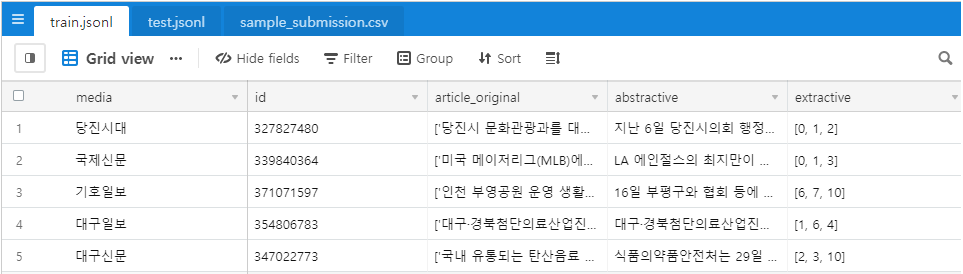 train.jsonl test.jsonl sample_submission.csv
Grid view ... Hide fields Filter Group Sort
media id article_original abstractive extractive
1 당진시대 327827480 ['당진시 문화관광과를 대... 지난 6일 당진시의회 행정... [0, 1, 2]
2 국제신문 339840364 ['미국 메이저리그(MLB)에... LA 에인절스의 최지만이 ... [0, 1, 3]
3 기호일보 371071597 ['인천 부영공원 운영 생활... 16일 부평구와 협회 등에 ... [6, 7, 10]
4 대구일보 354806783 ['대구·경북첨단의료산업진... 대구·경북첨단의료산업진... [1, 6, 4]
5 대구신문 347022773 ['국내 유통되는 탄산음료 ... 식품의약품안전처는 29일 ... [2, 3, 10]